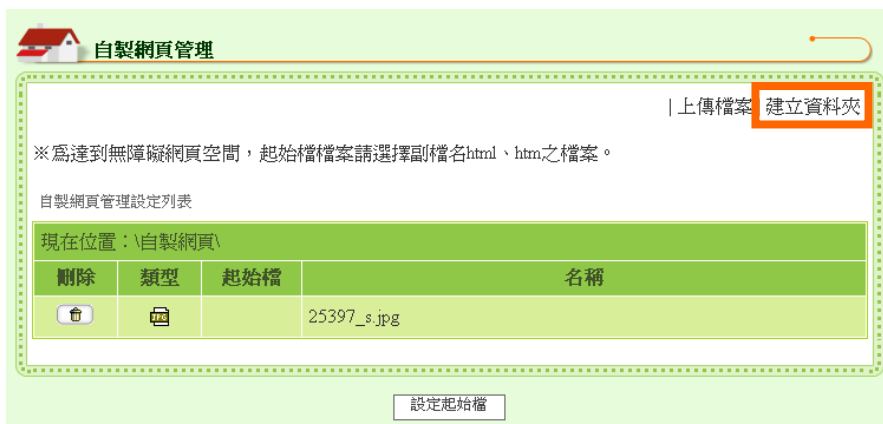 自製網頁管理
|上傳檔案 建立資料夾
※為達到無障礙網頁空間，起始檔檔案請選擇副檔名html、htm之檔案。
自製網頁管理設定列表
現在位置：\自製網頁\
刪除 類型 起始檔 名稱
JPG 25397_s.jpg
設定起始檔